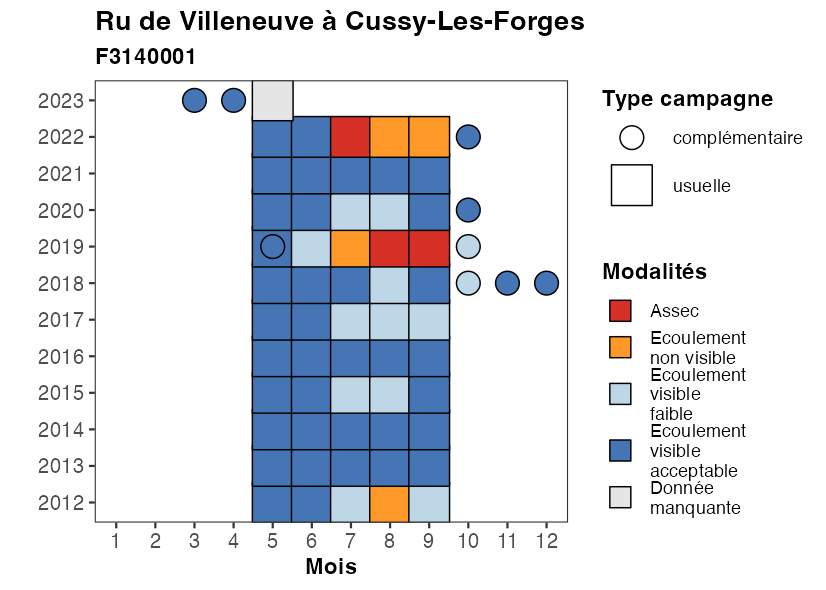 Ru de Villeneuve à Cussy-Les-Forges
F3140001
2023
2022
2021
2020
2019
2018
2017
2016
2015
2014
2013
2012
1 2 3 4 5 6 7 8 9 10 11 12
Mois
Type campagne
complémentaire
usuelle
Modalités
Assec
Ecoulement
non visible
Ecoulement
visible
faible
Ecoulement
visible
acceptable
Donnée
manquante